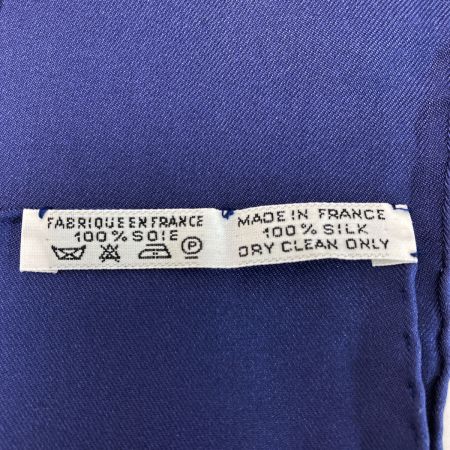 FABRIQUE EN FRANCE
100% SOIE
P
MADE IN FRANCE
100% SILK
DRY CLEAN ONLY